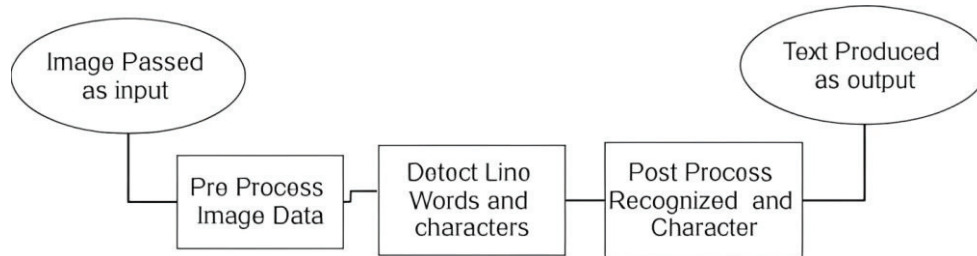 Image Passed
as input
Text Produced
as output
Pre Process
Image Data
Detect Line
Words and
characters
Post Process
Recognized and
Character